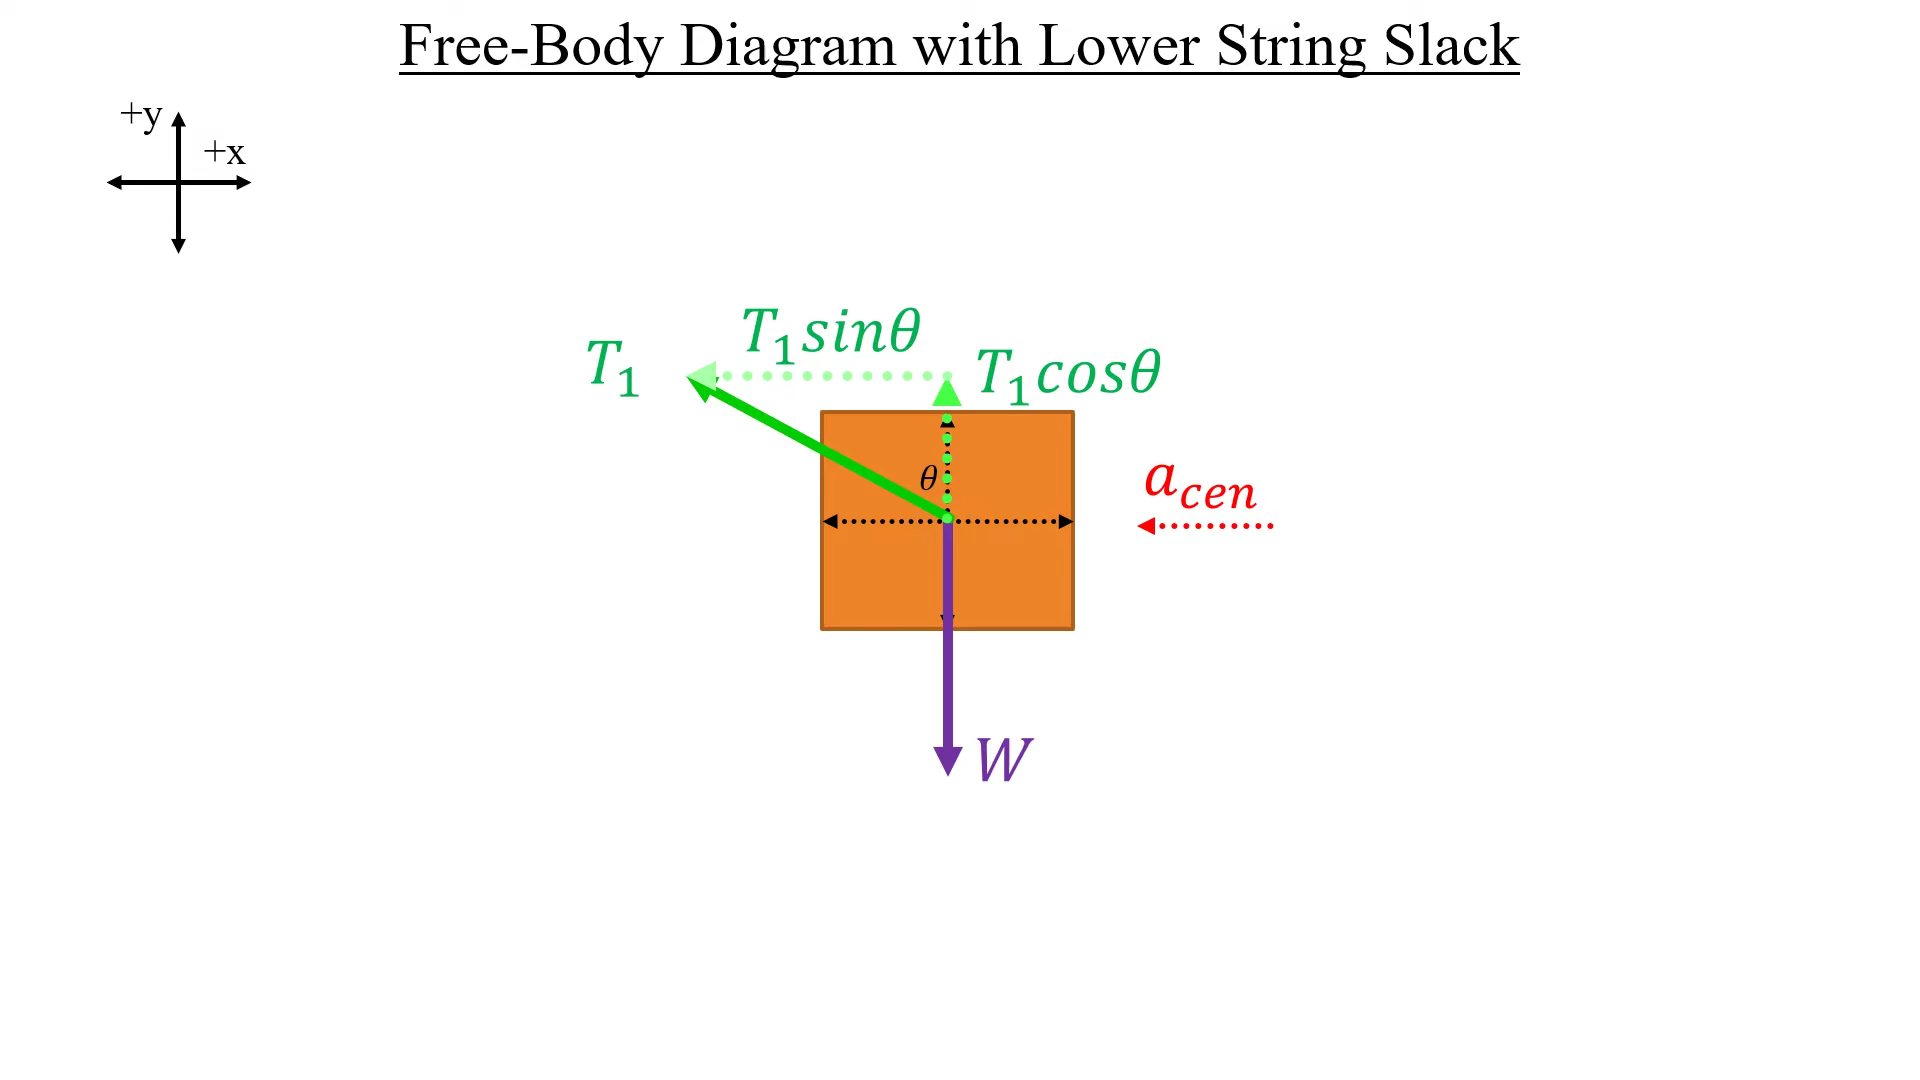 Free-Body Diagram with Lower String Slack
+y
+x
T₁sinθ
T₁
T₁cosθ
θ
a_cen
W